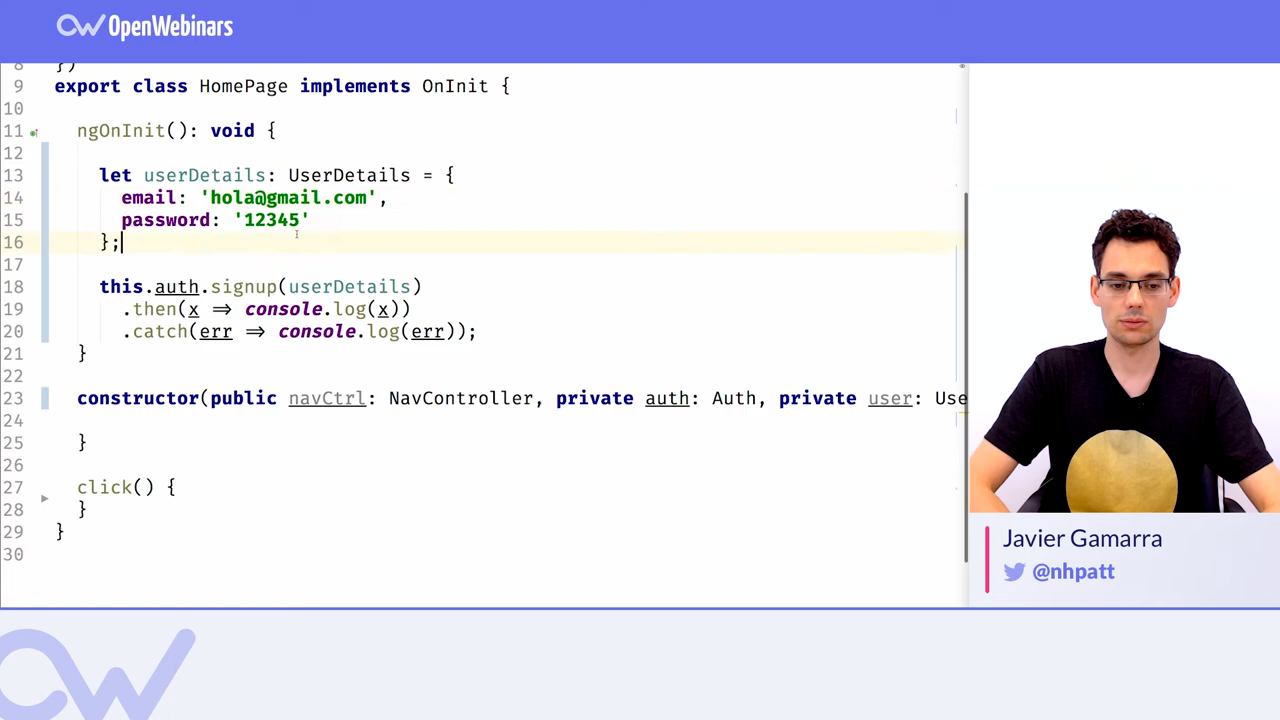 OpenWebinars
8 })
9 export class HomePage implements OnInit {
10
11 ngOnInit(): void {
12
13 let userDetails: UserDetails = {
14 email: 'hola@gmail.com',
15 password: '12345'
16 };
17
18 this.auth.signup(userDetails)
19 .then(x => console.log(x))
20 .catch(err => console.log(err));
21 }
22
23 constructor(public navCtrl: NavController, private auth: Auth, private user: Use
24
25 }
26
27 click() {
28 }
29 }
30
Javier Gamarra
@nhpatt